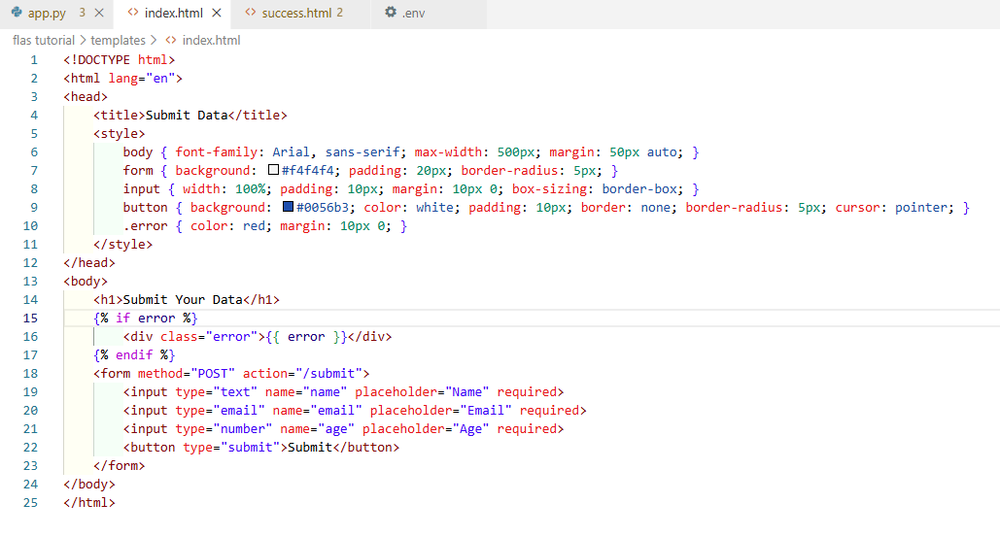 app.py 3 × <> index.html × <> success.html 2 .env
flas tutorial > templates > <> index.html
1 <!DOCTYPE html>
2 <html lang="en">
3 <head>
4     <title>Submit Data</title>
5     <style>
6         body { font-family: Arial, sans-serif; max-width: 500px; margin: 50px auto; }
7         form { background: #f4f4f4; padding: 20px; border-radius: 5px; }
8         input { width: 100%; padding: 10px; margin: 10px 0; box-sizing: border-box; }
9         button { background: #0056b3; color: white; padding: 10px; border: none; border-radius: 5px; cursor: pointer; }
10         .error { color: red; margin: 10px 0; }
11     </style>
12 </head>
13 <body>
14     <h1>Submit Your Data</h1>
15     {% if error %}
16         <div class="error">{{ error }}</div>
17     {% endif %}
18     <form method="POST" action="/submit">
19         <input type="text" name="name" placeholder="Name" required>
20         <input type="email" name="email" placeholder="Email" required>
21         <input type="number" name="age" placeholder="Age" required>
22         <button type="submit">Submit</button>
23     </form>
24 </body>
25 </html>